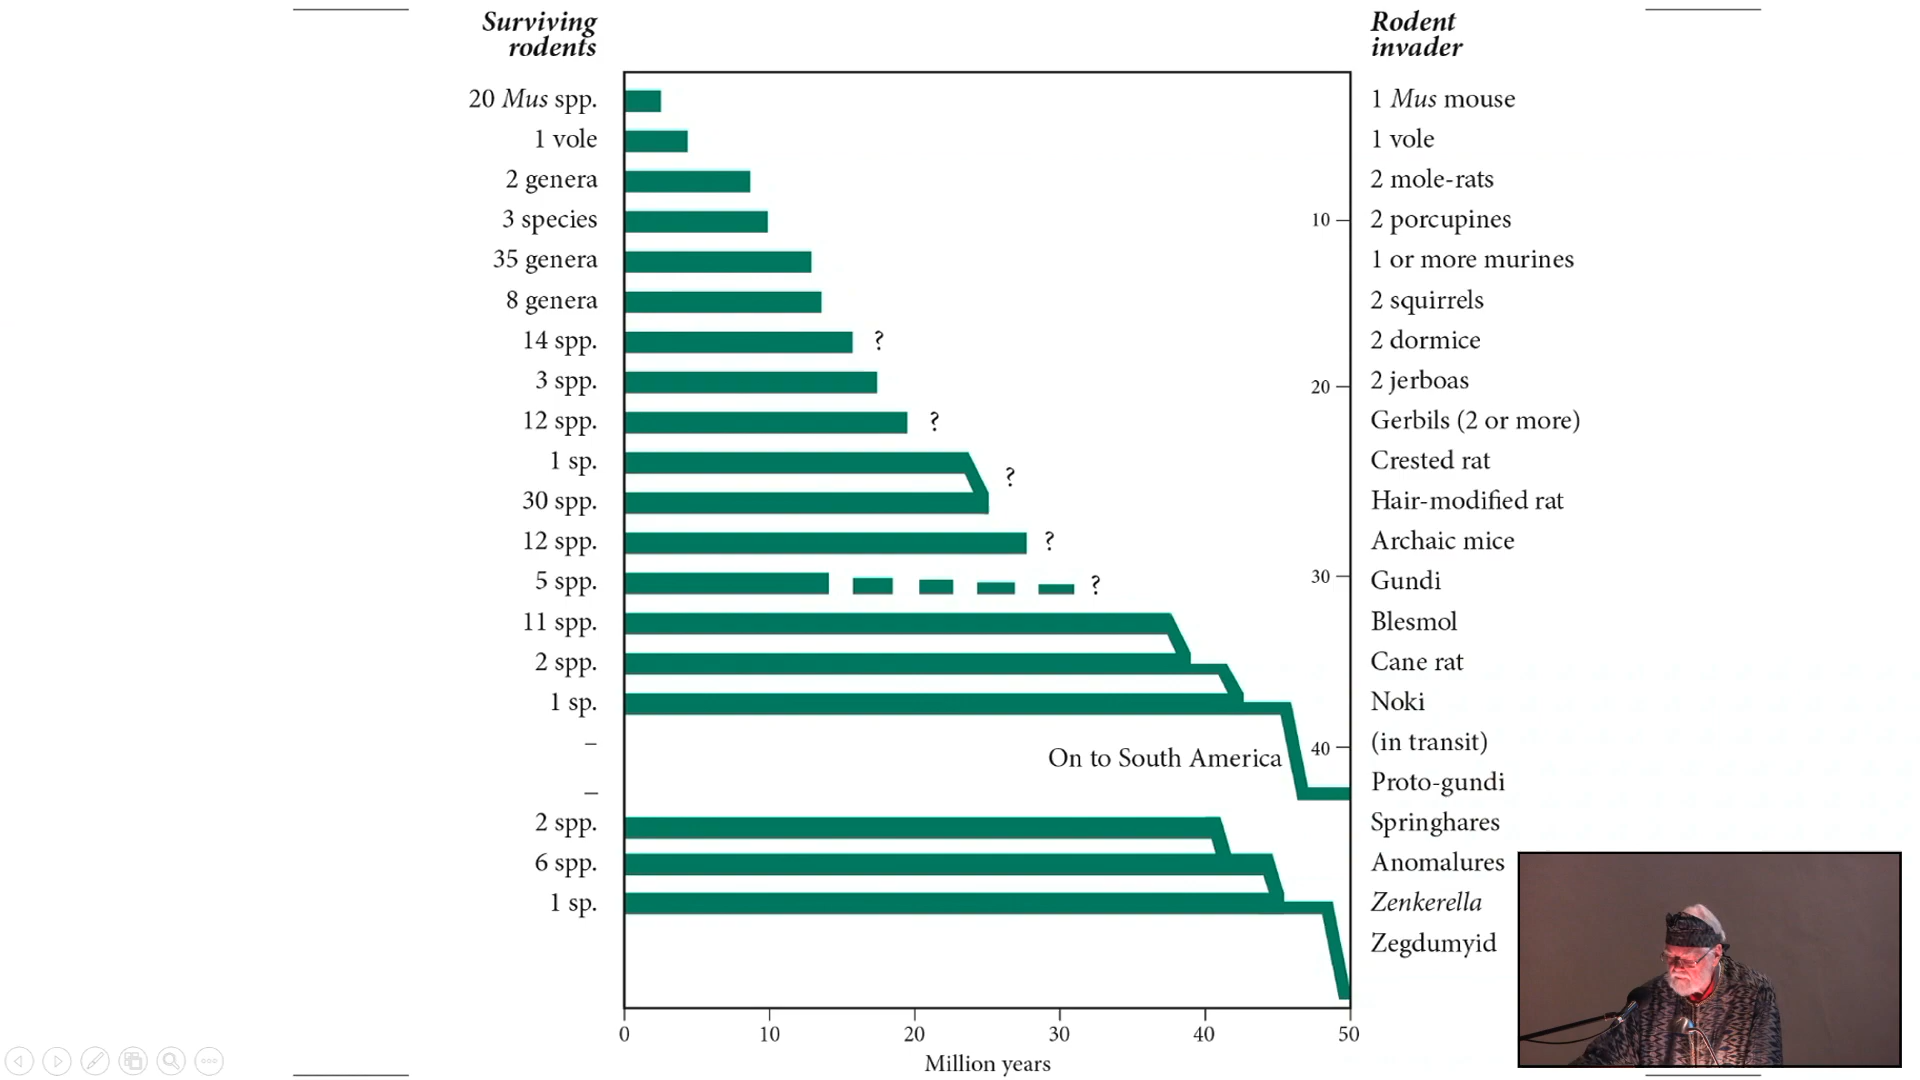 Surviving
rodents
Rodent
invader
20 Mus spp.
1 Mus mouse
1 vole
1 vole
2 genera
2 mole-rats
3 species
10
2 porcupines
35 genera
1 or more murines
8 genera
2 squirrels
14 spp.
?
2 dormice
3 spp.
20
2 jerboas
12 spp.
?
Gerbils (2 or more)
1 sp.
?
Crested rat
30 spp.
Hair-modified rat
12 spp.
?
Archaic mice
5 spp.
?
30
Gundi
11 spp.
Blesmol
2 spp.
Cane rat
1 sp.
Noki
–
On to South America
40
(in transit)
–
Proto-gundi
2 spp.
Springhares
6 spp.
Anomalures
1 sp.
Zenkerella
Zegdumyid
0 10 20 30 40 50
Million years